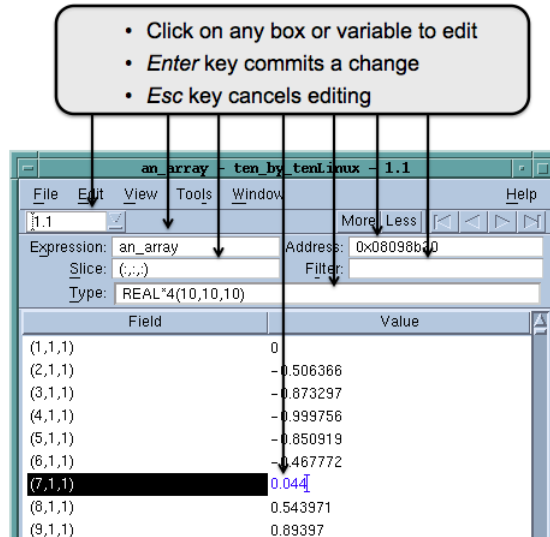 • Click on any box or variable to edit
• Enter key commits a change
• Esc key cancels editing
an_array - ten_by_tenLinux - 1.1
File Edit View Tools Window Help
1.1 More Less
Expression: an_array Address: 0x08098b20
Slice: (:,:,:) Filter:
Type: REAL*4(10,10,10)
Field Value
(1,1,1) 0
(2,1,1) -0.506366
(3,1,1) -0.873297
(4,1,1) -0.999756
(5,1,1) -0.850919
(6,1,1) -0.467772
(7,1,1) 0.044
(8,1,1) 0.543971
(9,1,1) 0.89397